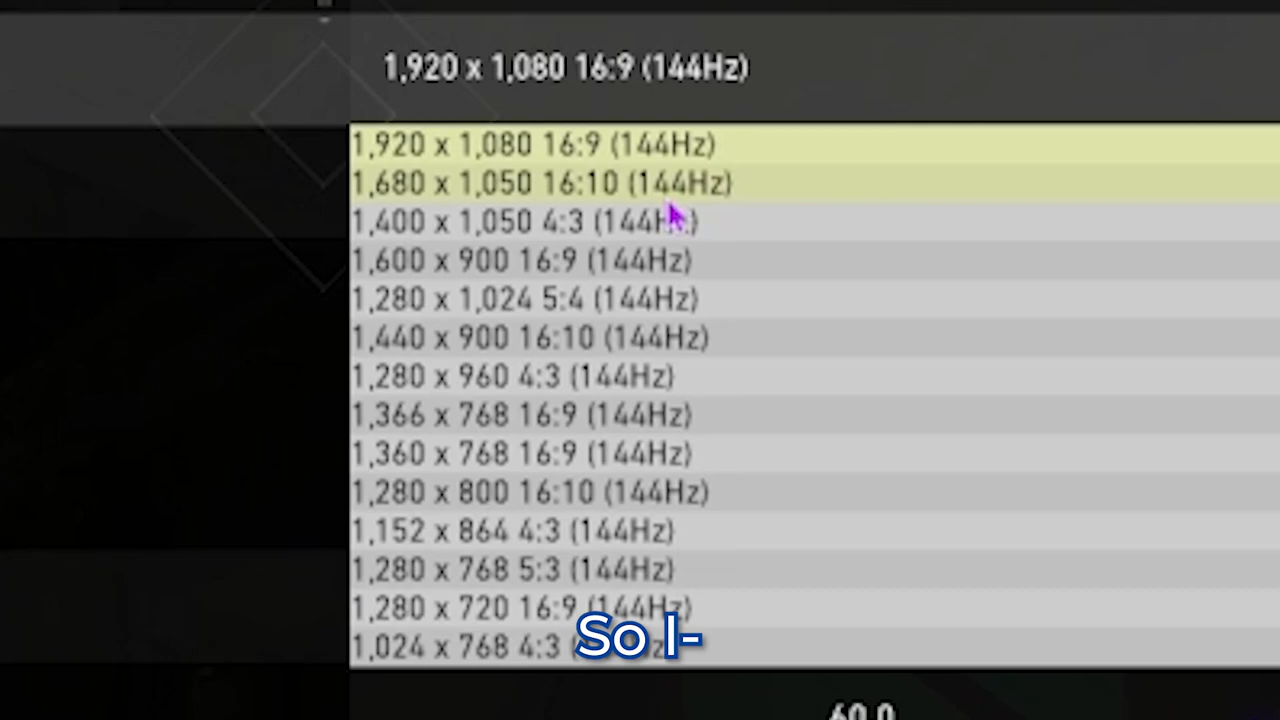 1,920 x 1,080 16:9 (144Hz)
1,920 x 1,080 16:9 (144Hz)
1,680 x 1,050 16:10 (144Hz)
1,400 x 1,050 4:3 (144Hz)
1,600 x 900 16:9 (144Hz)
1,280 x 1,024 5:4 (144Hz)
1,440 x 900 16:10 (144Hz)
1,280 x 960 4:3 (144Hz)
1,366 x 768 16:9 (144Hz)
1,360 x 768 16:9 (144Hz)
1,280 x 800 16:10 (144Hz)
1,152 x 864 4:3 (144Hz)
1,280 x 768 5:3 (144Hz)
1,280 x 720 16:9 (144Hz)
1,024 x 768 4:3
So I-
60.0